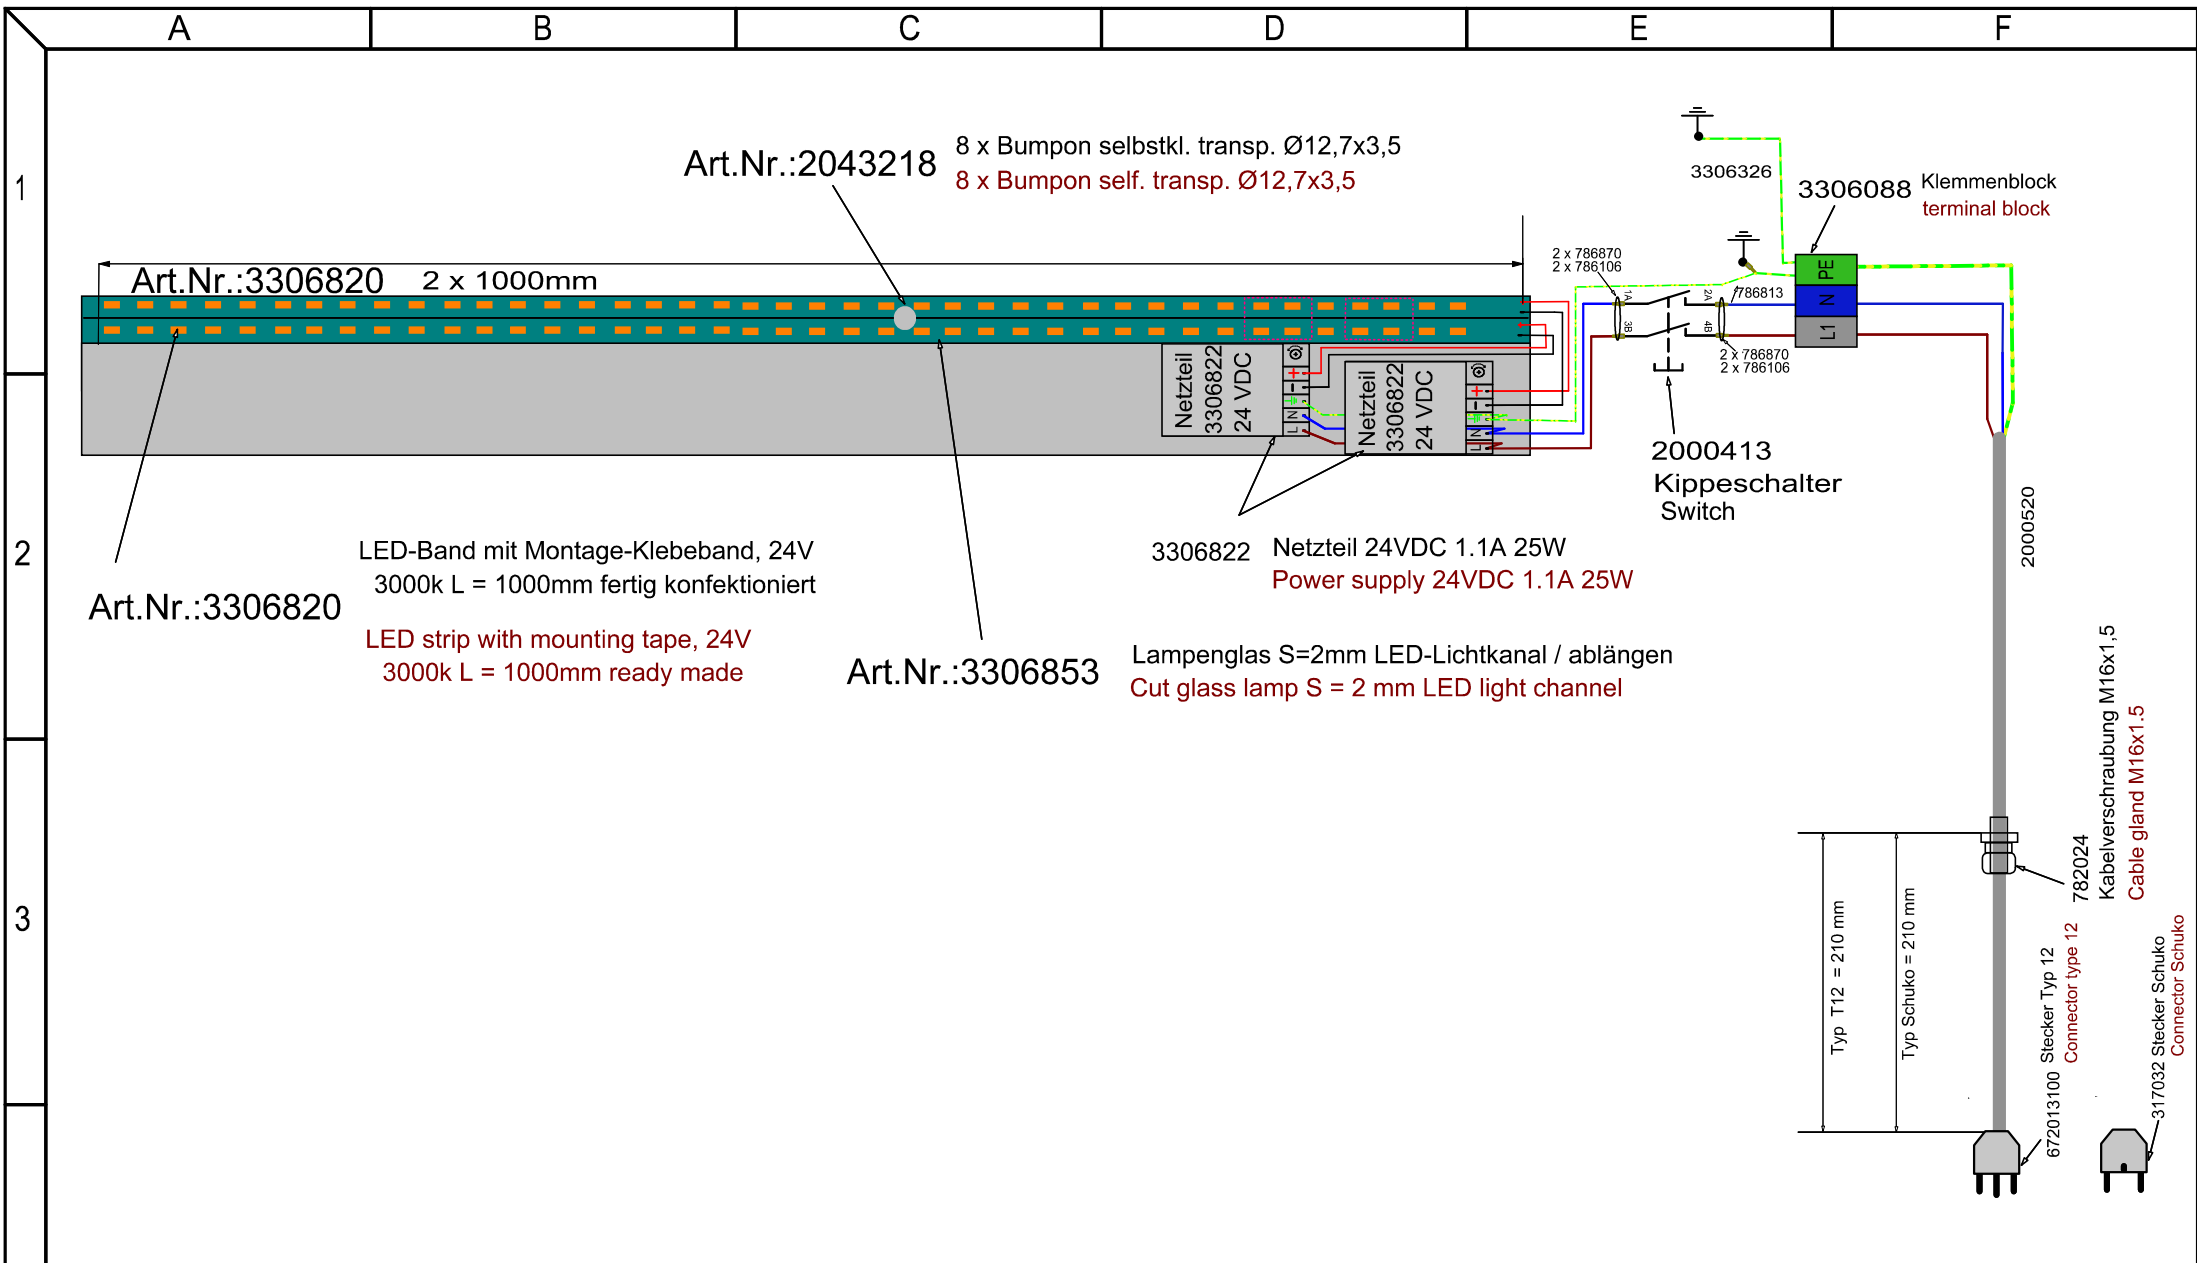 A
B
C
D
E
F
1
2
3
Art.Nr.:2043218
8 x Bumpon selbstkl. transp. Ø12,7x3,5
8 x Bumpon self. transp. Ø12,7x3,5
3306326
3306088
Klemmenblock
terminal block
Art.Nr.:3306820
2 x 1000mm
2 x 786870
2 x 786106
PE
N
L1
1A
2A
3B
4B
786813
2 x 786870
2 x 786106
Netzteil
3306822
24 VDC
+
-
N
L
Netzteil
3306822
24 VDC
+
-
N
L
2000413
Kippeschalter
Switch
2000520
LED-Band mit Montage-Klebeband, 24V
3000k L = 1000mm fertig konfektioniert
Art.Nr.:3306820
LED strip with mounting tape, 24V
3000k L = 1000mm ready made
3306822
Netzteil 24VDC 1.1A 25W
Power supply 24VDC 1.1A 25W
Art.Nr.:3306853
Lampenglas S=2mm LED-Lichtkanal / ablängen
Cut glass lamp S = 2 mm LED light channel
782024
Kabelverschraubung M16x1,5
Cable gland M16x1.5
Typ T12 = 210 mm
Typ Schuko = 210 mm
672013100 Stecker Typ 12
Connector type 12
317032 Stecker Schuko
Connector Schuko